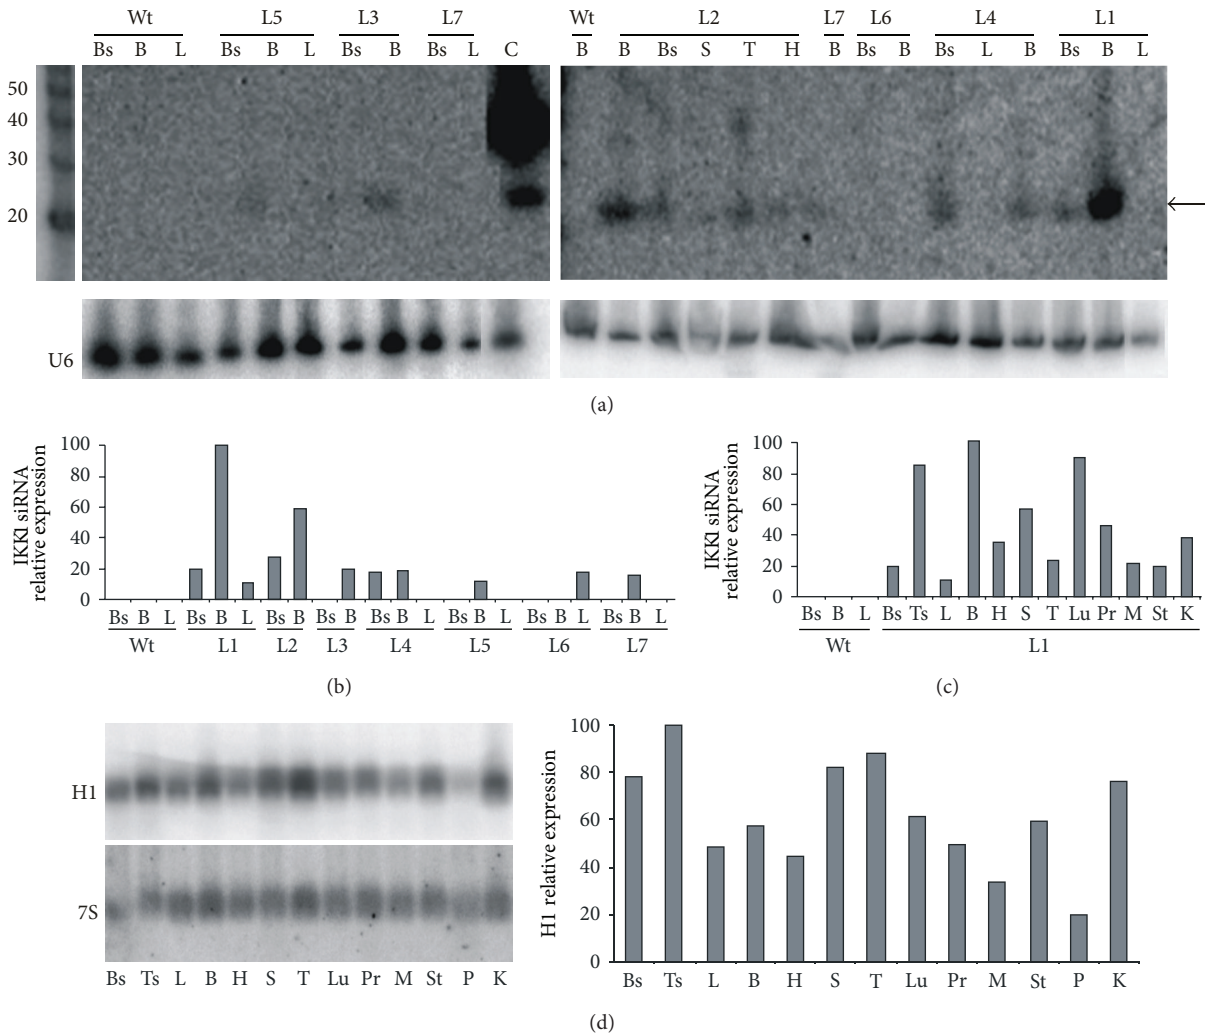 Wt L5 L3 L7 Wt L2 L7 L6 L4 L1
Bs B L Bs B L Bs B Bs L C B B Bs S T H B Bs B Bs L B Bs B L
50
40
30
20
U6
(a)
IKK1 siRNA
relative expression
100
80
60
40
20
0
Bs B L Bs B L Bs B Bs B Bs B L Bs B L Bs B L Bs B L
Wt L1 L2 L3 L4 L5 L6 L7
(b)
IKK1 siRNA
relative expression
100
80
60
40
20
0
Bs B L Bs Ts L B H S T Lu Pr M St K
Wt L1
(c)
H1
7S
Bs Ts L B H S T Lu Pr M St P K
H1 relative expression
100
80
60
40
20
0
Bs Ts L B H S T Lu Pr M St P K
(d)